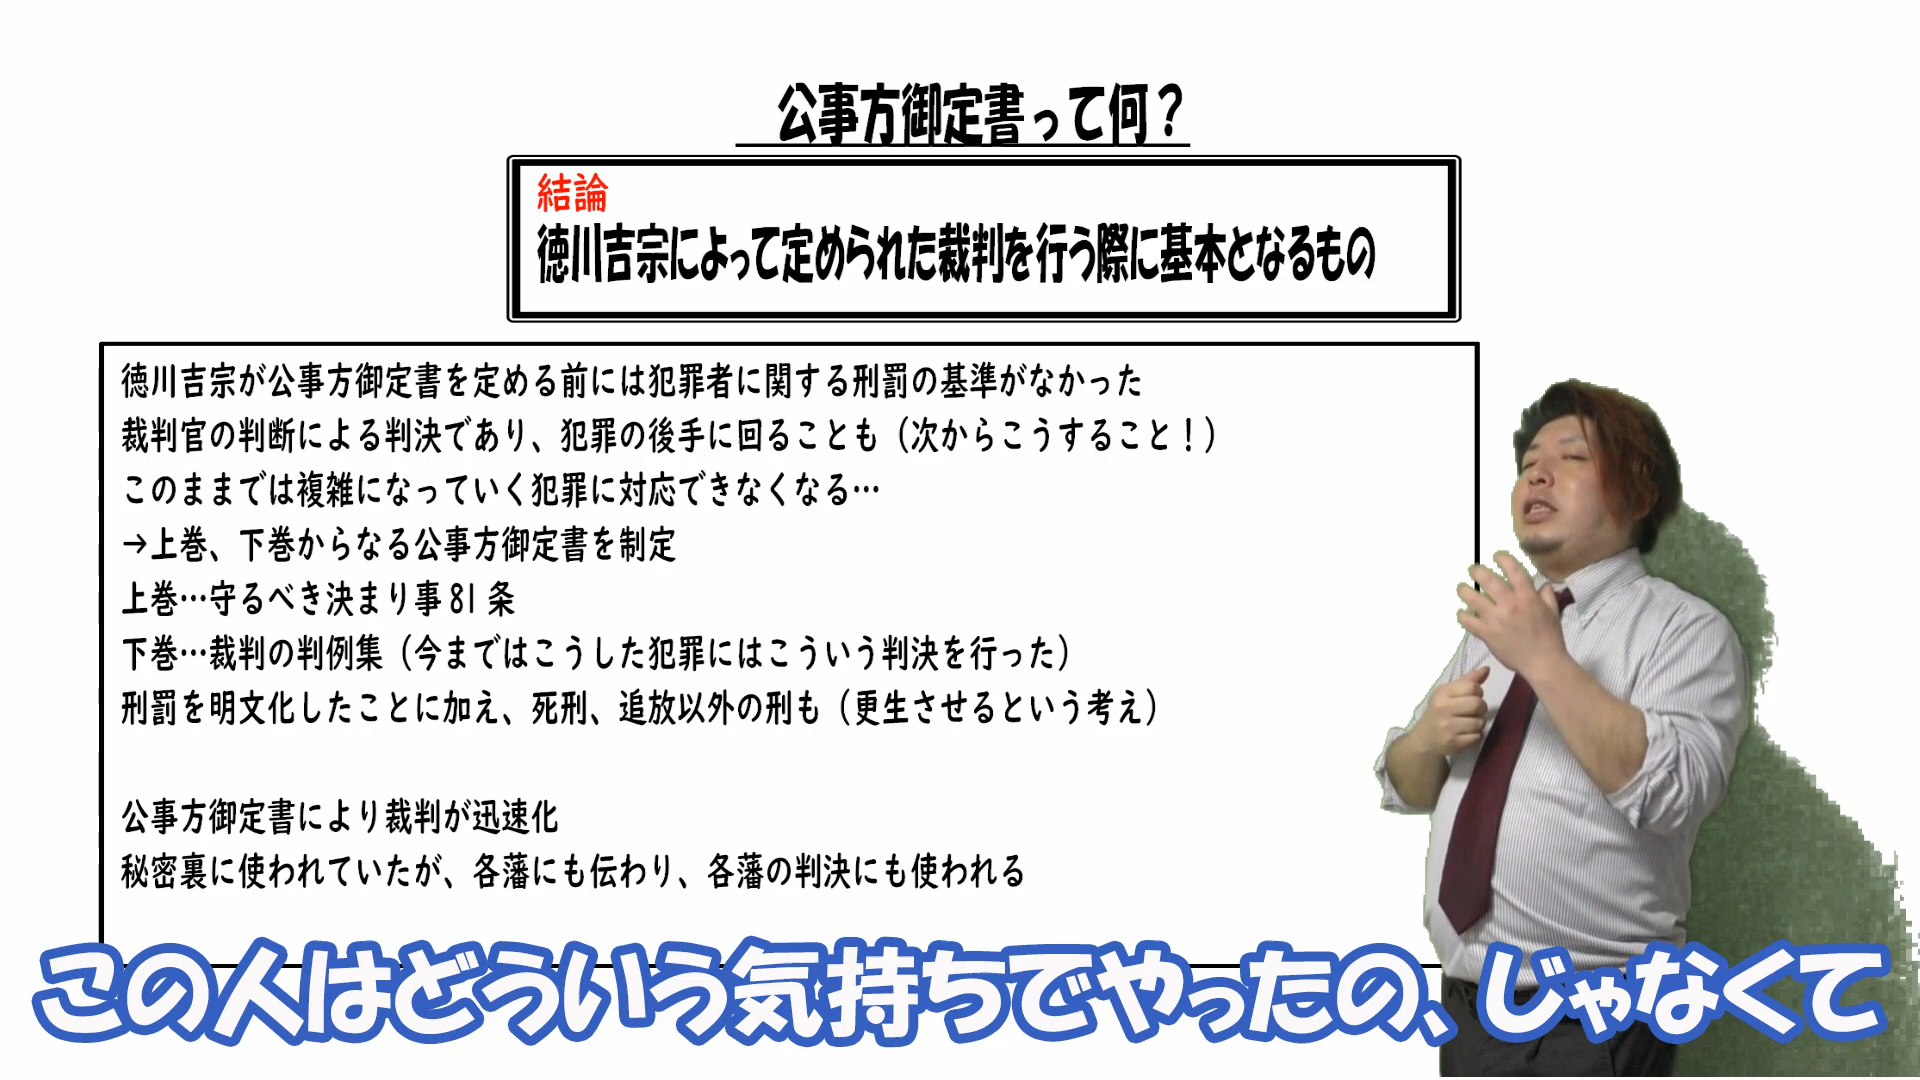 公事方御定書って何？
結論
徳川吉宗によって定められた裁判を行う際に基本となるもの
徳川吉宗が公事方御定書を定める前には犯罪者に関する刑罰の基準がなかった
裁判官の判断による判決であり、犯罪の後手に回ることも（次からこうすること！）
このままでは複雑になっていく犯罪に対応できなくなる…
→上巻、下巻からなる公事方御定書を制定
上巻…守るべき決まり事81条
下巻…裁判の判例集（今まではこうした犯罪にはこういう判決を行った）
刑罰を明文化したことに加え、死刑、追放以外の刑も（更生させるという考え）
公事方御定書により裁判が迅速化
秘密裏に使われていたが、各藩にも伝わり、各藩の判決にも使われる
この人はどういう気持ちでやったの、じゃなくて